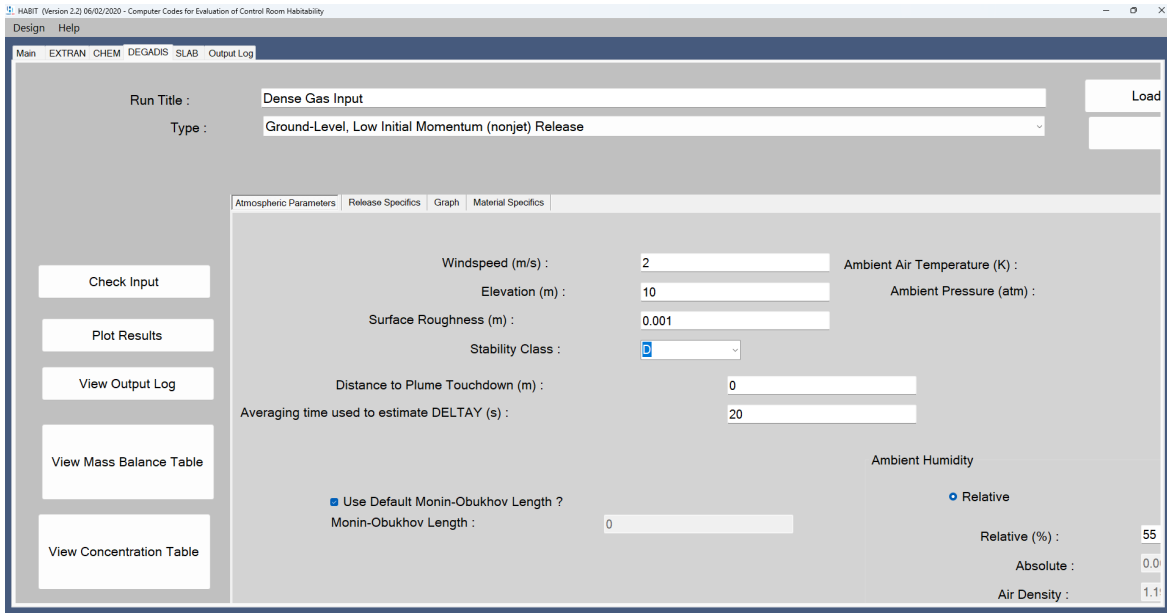 HABIT (Version 2.2) 06/02/2020 - Computer Codes for Evaluation of Control Room Habitability
Design Help
Main EXTRAN CHEM DEGADIS SLAB Output Log
Run Title : Dense Gas Input Load
Type : Ground-Level, Low Initial Momentum (nonjet) Release
Atmospheric Parameters Release Specifics Graph Material Specifics
Windspeed (m/s) : 2 Ambient Air Temperature (K) :
Check Input
Elevation (m) : 10 Ambient Pressure (atm) :
Surface Roughness (m) : 0.001
Plot Results
Stability Class : D
View Output Log
Distance to Plume Touchdown (m) : 0
Averaging time used to estimate DELTAY (s) : 20
View Mass Balance Table
Ambient Humidity
Use Default Monin-Obukhov Length ?
Relative
Monin-Obukhov Length : 0
Relative (%) : 55
View Concentration Table
Absolute : 0.0
Air Density : 1.1